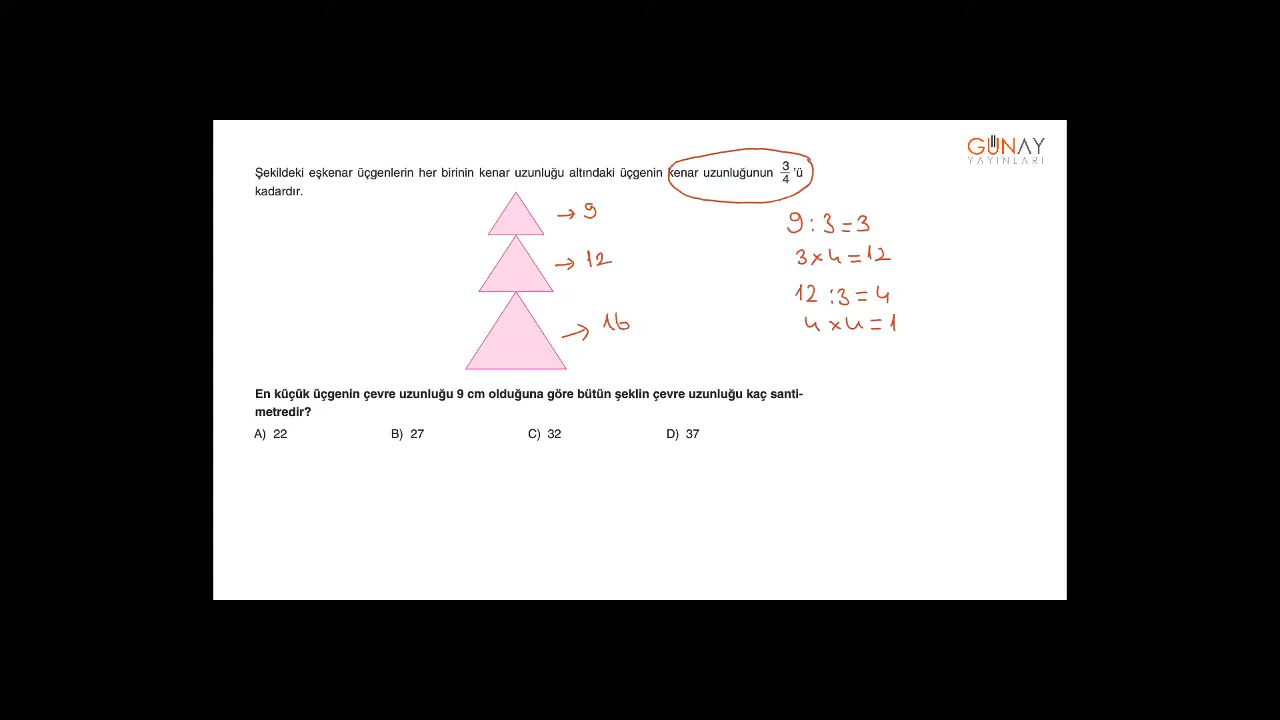 GÜNAY
YAYINLARI
Şekildeki eşkenar üçgenlerin her birinin kenar uzunluğu altındaki üçgenin kenar uzunluğunun 3/4 'ü
kadardır.
→ 9
→ 12
→ 16
9 : 3 = 3
3 x 4 = 12
12 : 3 = 4
4 x 4 = 1
En küçük üçgenin çevre uzunluğu 9 cm olduğuna göre bütün şeklin çevre uzunluğu kaç santi-
metredir?
A) 22 B) 27 C) 32 D) 37